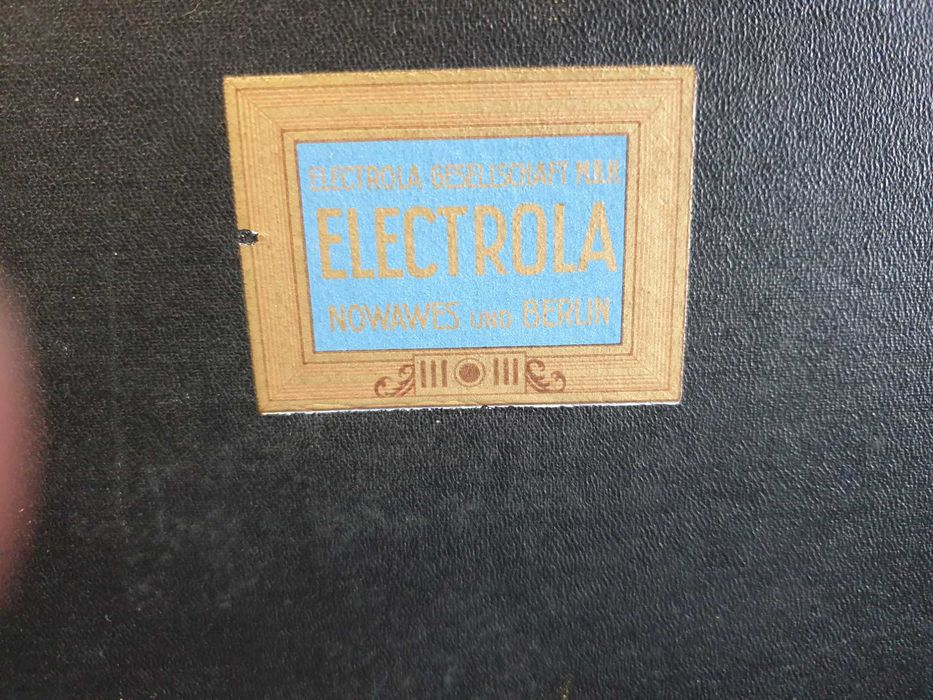 ELECTROLA GESELLSCHAFT M.B.H.
ELECTROLA
NOWAWES UND BERLIN